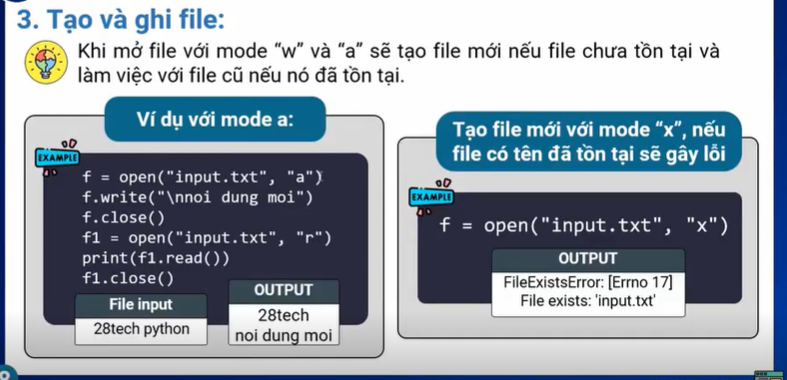 3. Tạo và ghi file:
Khi mở file với mode “w” và “a” sẽ tạo file mới nếu file chưa tồn tại và
làm việc với file cũ nếu nó đã tồn tại.
Ví dụ với mode a:
EXAMPLE
f = open("input.txt", "a")
f.write("\nnoi dung moi")
f.close()
f1 = open("input.txt", "r")
print(f1.read())
f1.close()
File input
28tech python
OUTPUT
28tech
noi dung moi
Tạo file mới với mode “x”, nếu
file có tên đã tồn tại sẽ gây lỗi
EXAMPLE
f = open("input.txt", "x")
OUTPUT
FileExistsError: [Errno 17]
File exists: 'input.txt'